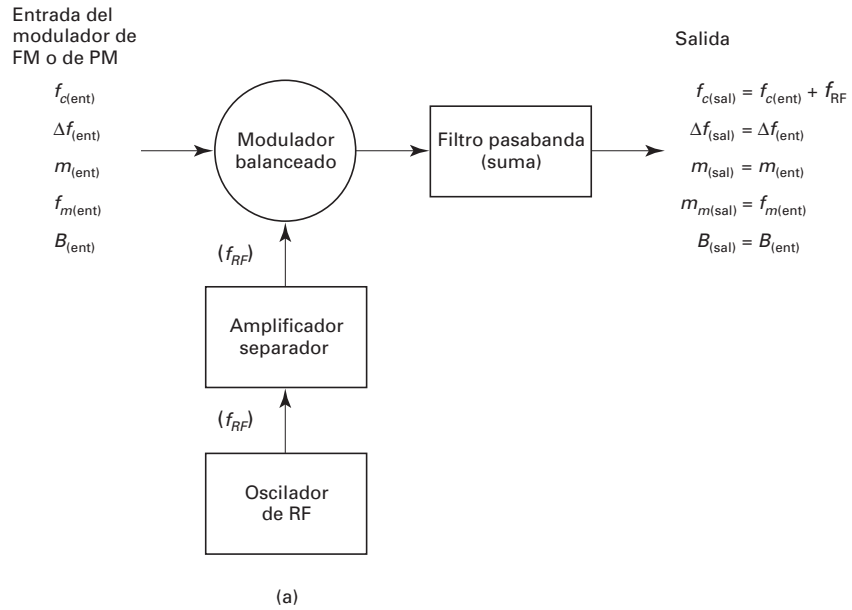 Entrada del
modulador de
FM o de PM
f_c(ent)
Δf_(ent)
m_(ent)
f_m(ent)
B_(ent)
Modulador
balanceado
Filtro pasabanda
(suma)
Salida
f_c(sal) = f_c(ent) + f_RF
Δf_(sal) = Δf_(ent)
m_(sal) = m_(ent)
m_m(sal) = f_m(ent)
B_(sal) = B_(ent)
(f_RF)
Amplificador
separador
(f_RF)
Oscilador
de RF
(a)